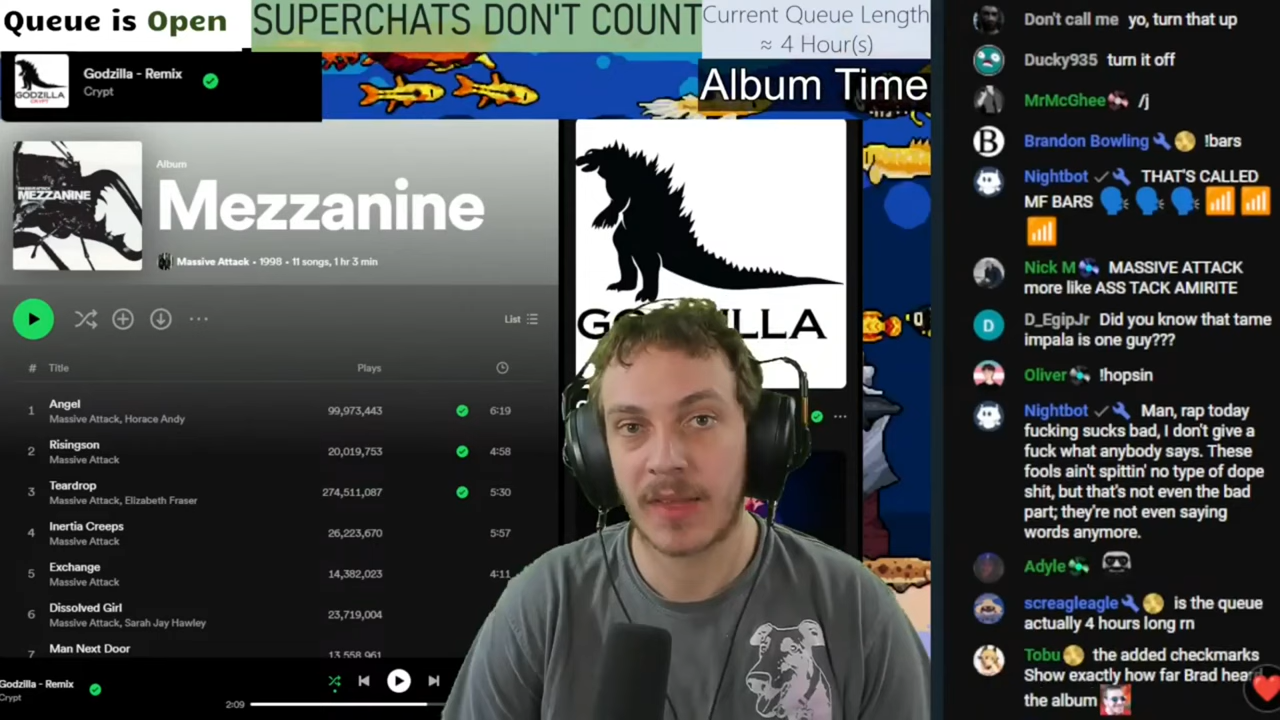 Queue is Open
SUPERCHATS DON'T COUNT
Current Queue Length
≈ 4 Hour(s)
Album Time
GODZILLA
CRYPT
Godzilla - Remix
Crypt
MASSIVE ATTACK
MEZZANINE
Album
Mezzanine
Massive Attack • 1998 • 11 songs, 1 hr 3 min
List
# Title Plays
1 Angel 99,973,443 6:19
Massive Attack, Horace Andy
2 Risingson 20,019,753 4:58
Massive Attack
3 Teardrop 274,511,087 5:30
Massive Attack, Elizabeth Fraser
4 Inertia Creeps 26,223,670 5:57
Massive Attack
5 Exchange 14,382,023 4:11
Massive Attack
6 Dissolved Girl 23,719,004
Massive Attack, Sarah Jay Hawley
7 Man Next Door 13,558,961
Godzilla - Remix
Crypt
2:09
Don't call me yo, turn that up
Ducky935 turn it off
MrMcGhee /j
B Brandon Bowling !bars
Nightbot THAT'S CALLED
MF BARS
Nick M MASSIVE ATTACK
more like ASS TACK AMIRITE
D D_EgipJr Did you know that tame
impala is one guy???
Oliver !hopsin
Nightbot Man, rap today
fucking sucks bad, I don't give a
fuck what anybody says. These
fools ain't spittin' no type of dope
shit, but that's not even the bad
part; they're not even saying
words anymore.
Adyle
screagleagle is the queue
actually 4 hours long rn
Tobu the added checkmarks
Show exactly how far Brad heard
the album